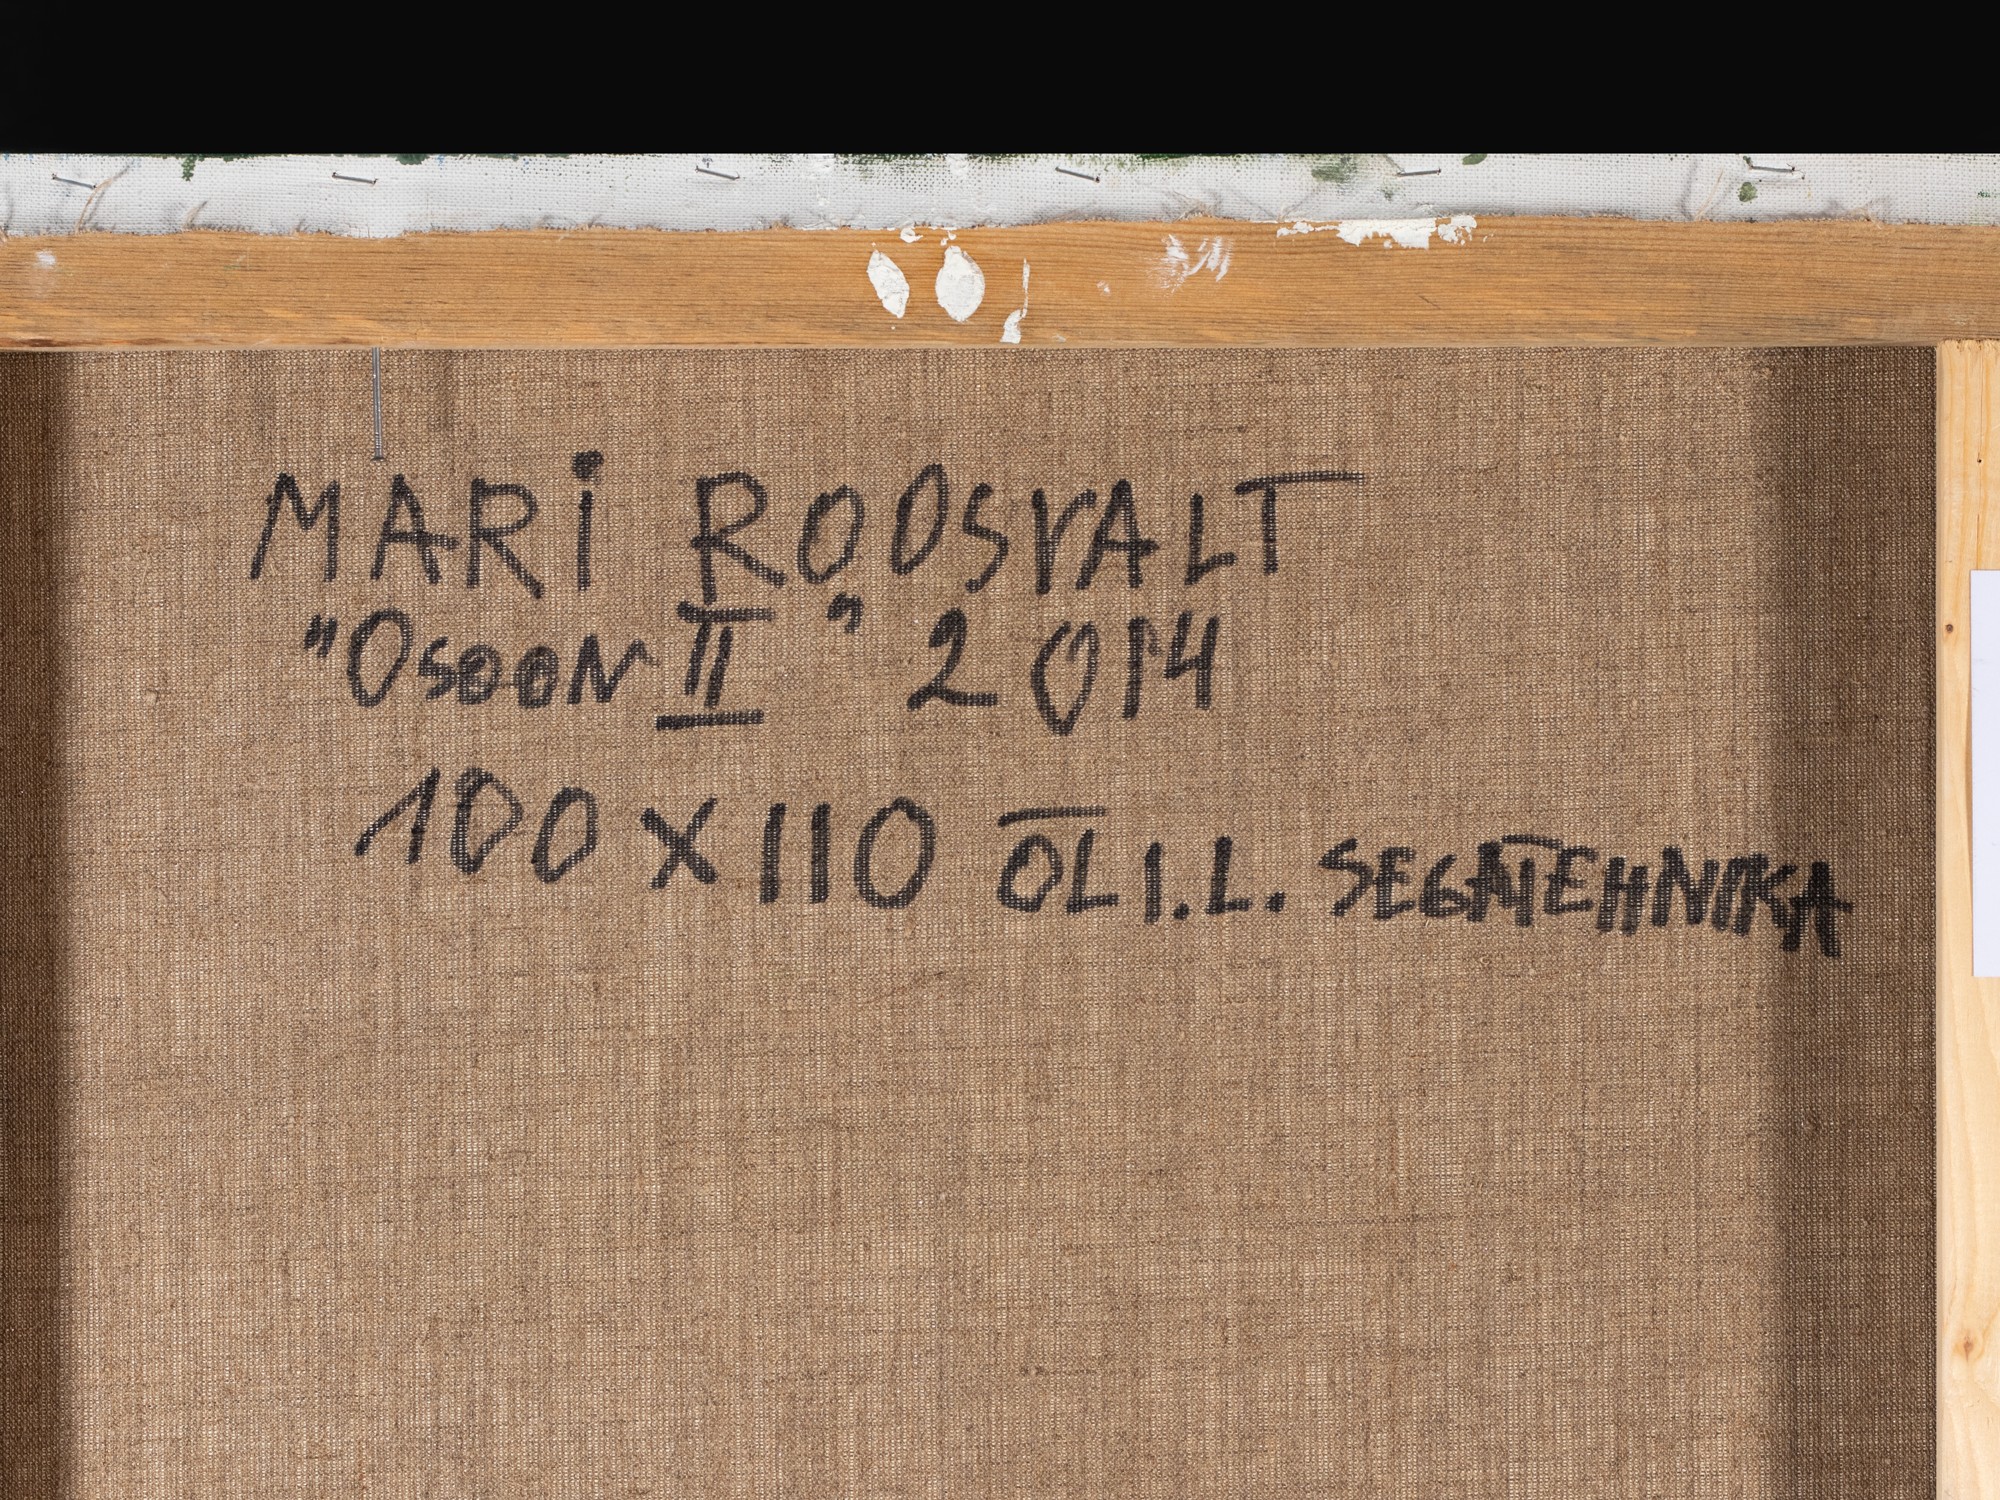 MARi ROOSVALT
"OSOON II" 2014
100 X 110 ÕL I.L. SEGATEHNIKA